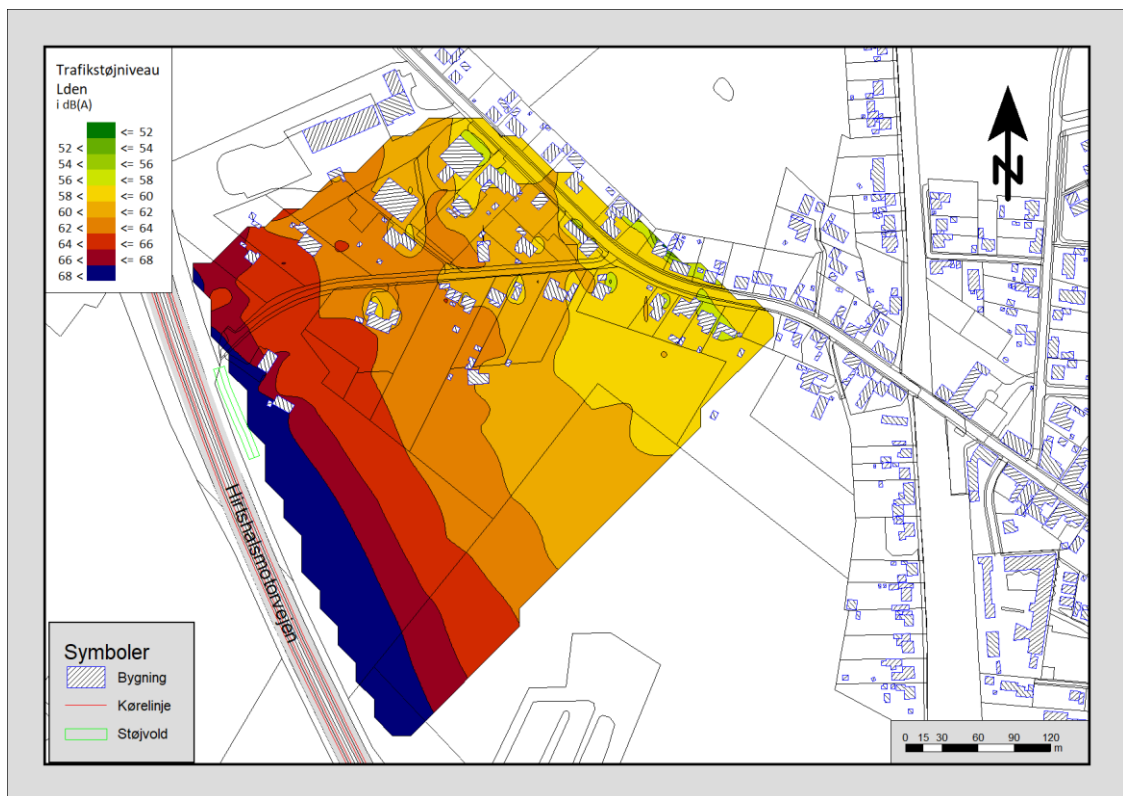 Trafikstøjniveau
Lden
i dB(A)
<= 52
52 < <= 54
54 < <= 56
56 < <= 58
58 < <= 60
60 < <= 62
62 < <= 64
64 < <= 66
66 < <= 68
68 <
N
Hirtshalsmotorvejen
Symboler
Bygning
Kørelinje
Støjvold
0 15 30 60 90 120
m